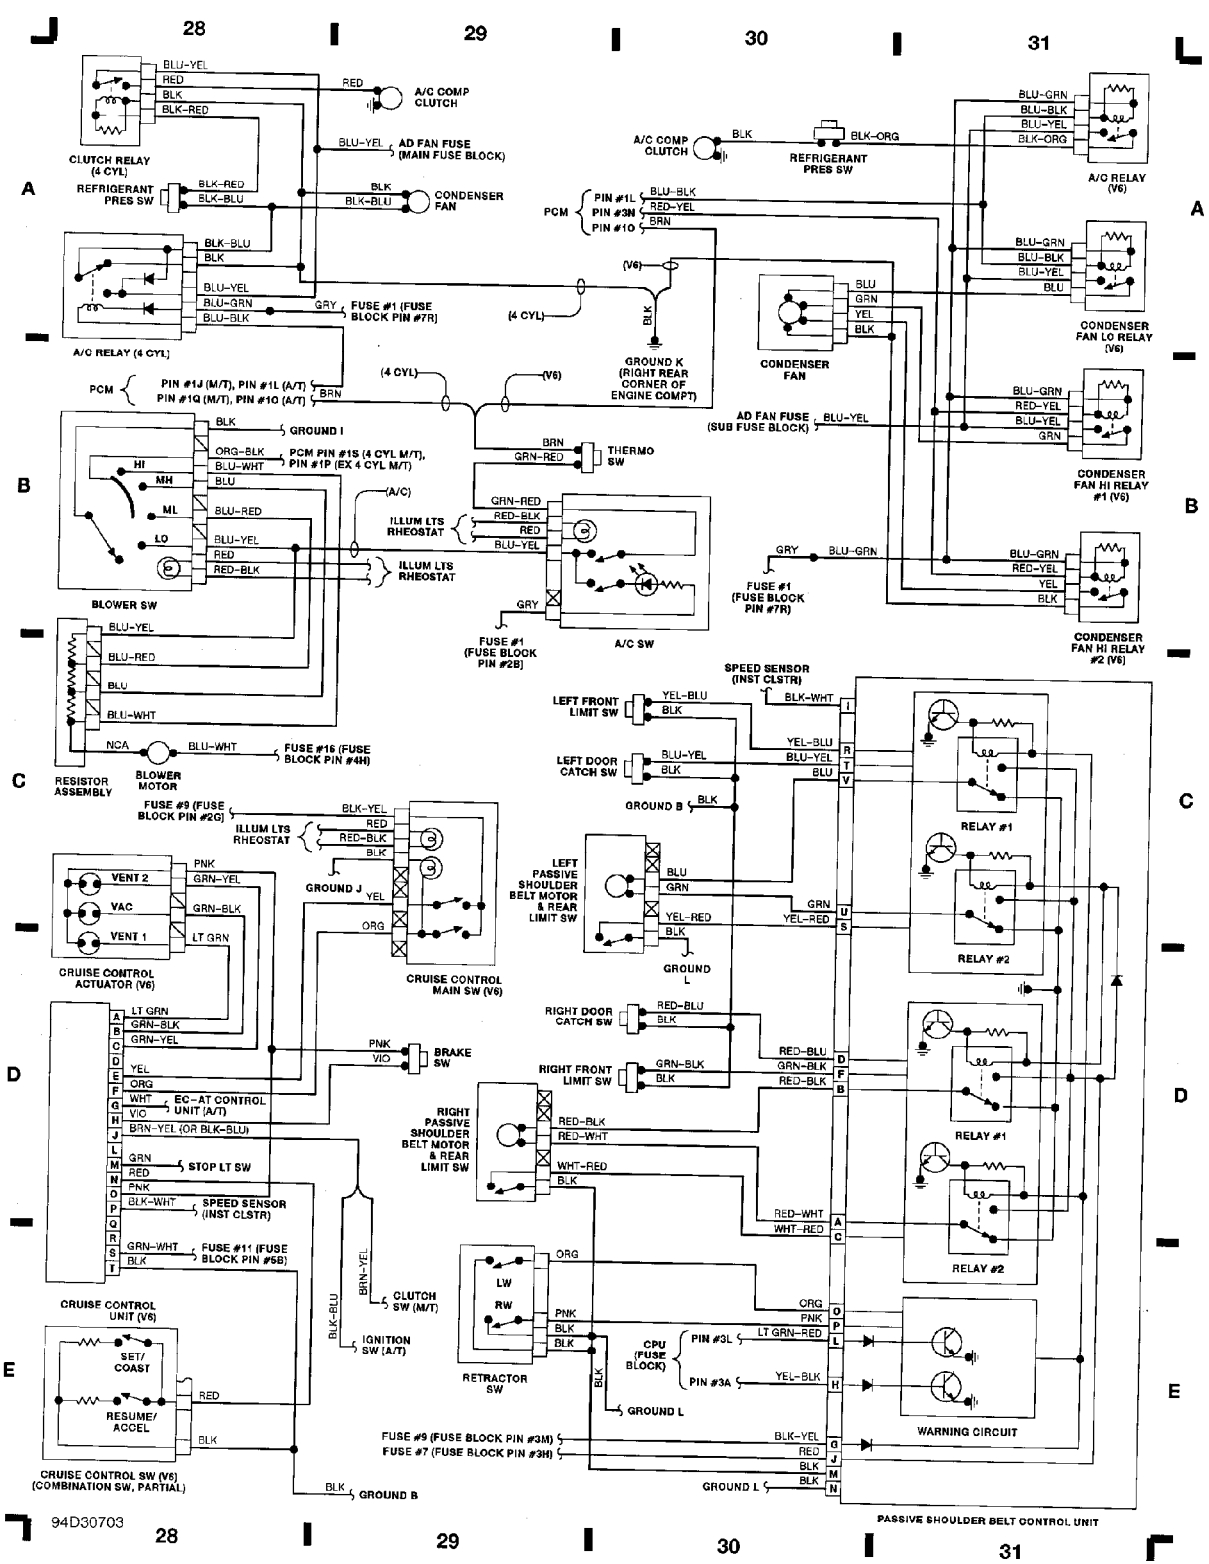 28
29
30
31
BLU-YEL
RED
BLK
BLK-RED
CLUTCH RELAY
(4 CYL)
RED
A/C COMP
CLUTCH
BLU-YEL
AD FAN FUSE
(MAIN FUSE BLOCK)
A
REFRIGERANT
PRES SW
BLK-RED
BLK-BLU
BLK
BLK-BLU
CONDENSER
FAN
BLK-BLU
BLK
BLU-YEL
BLU-GRN
BLU-BLK
GRY
FUSE #1 (FUSE
BLOCK PIN #7R)
A/C RELAY (4 CYL)
A/C COMP
CLUTCH
BLK
BLK-ORG
REFRIGERANT
PRES SW
BLU-GRN
BLU-BLK
BLU-YEL
BLK-ORG
A/C RELAY
(V6)
A
PCM
PIN #1L
PIN #3N
PIN #1O
BLU-BLK
RED-YEL
BRN
(V6)
(4 CYL)
BLK
GROUND K
(RIGHT REAR
CORNER OF
ENGINE COMPT)
BLU
GRN
YEL
BLK
CONDENSER
FAN
BLU-GRN
BLU-BLK
BLU-YEL
BLU
CONDENSER
FAN LO RELAY
(V6)
PCM
PIN #1J (M/T), PIN #1L (A/T)
PIN #1Q (M/T), PIN #1O (A/T)
BRN
(4 CYL)
(V6)
AD FAN FUSE
(SUB FUSE BLOCK)
BLU-YEL
BLU-GRN
RED-YEL
BLU-YEL
GRN
CONDENSER
FAN HI RELAY
#1 (V6)
B
BLK
GROUND I
ORG-BLK
PCM PIN #1S (4 CYL M/T),
PIN #1P (EX 4 CYL M/T)
BLU-WHT
BLU
BLU-RED
BLU-YEL
RED
RED-BLK
HI
MH
ML
LO
(A/C)
ILLUM LTS
RHEOSTAT
BLOWER SW
BRN
GRN-RED
THERMO
SW
ILLUM LTS
RHEOSTAT
GRN-RED
RED-BLK
RED
BLU-YEL
GRY
FUSE #1
(FUSE BLOCK
PIN #2B)
A/C SW
B
GRY
BLU-GRN
FUSE #1
(FUSE BLOCK
PIN #7R)
BLU-GRN
RED-YEL
YEL
BLK
CONDENSER
FAN HI RELAY
#2 (V6)
BLU-YEL
BLU-RED
BLU
BLU-WHT
NCA
BLU-WHT
FUSE #16 (FUSE
BLOCK PIN #4H)
RESISTOR
ASSEMBLY
BLOWER
MOTOR
C
SPEED SENSOR
(INST CLSTR)
BLK-WHT
I
LEFT FRONT
LIMIT SW
YEL-BLU
BLK
LEFT DOOR
CATCH SW
BLU-YEL
BLK
YEL-BLU
BLU-YEL
BLU
R
T
V
GROUND B
BLK
RELAY #1
C
FUSE #9 (FUSE
BLOCK PIN #2G)
ILLUM LTS
RHEOSTAT
BLK-YEL
RED
RED-BLK
BLK
GROUND J
YEL
ORG
CRUISE CONTROL
MAIN SW (V6)
VENT 2
VAC
VENT 1
PNK
GRN-YEL
GRN-BLK
LT GRN
CRUISE CONTROL
ACTUATOR (V6)
LEFT
PASSIVE
SHOULDER
BELT MOTOR
& REAR
LIMIT SW
BLU
GRN
YEL-RED
BLK
GROUND
L
GRN
YEL-RED
U
S
RELAY #2
D
A
B
C
D
E
F
G
H
J
L
M
N
O
P
Q
R
S
T
LT GRN
GRN-BLK
GRN-YEL
YEL
ORG
WHT
EC-AT CONTROL
UNIT (A/T)
VIO
BRN-YEL (OR BLK-BLU)
GRN
STOP LT SW
RED
PNK
BLK-WHT
SPEED SENSOR
(INST CLSTR)
GRN-WHT
FUSE #11 (FUSE
BLOCK PIN #5B)
BLK
CRUISE CONTROL
UNIT (V6)
PNK
VIO
BRAKE
SW
BLK-BLU
BRN-YEL
CLUTCH
SW (M/T)
IGNITION
SW (A/T)
RIGHT DOOR
CATCH SW
RED-BLU
BLK
RIGHT FRONT
LIMIT SW
GRN-BLK
BLK
RED-BLU
GRN-BLK
RED-BLK
D
F
B
RIGHT
PASSIVE
SHOULDER
BELT MOTOR
& REAR
LIMIT SW
RED-BLK
RED-WHT
WHT-RED
BLK
RELAY #1
D
RED-WHT
WHT-RED
A
C
RELAY #2
E
SET/
COAST
RESUME/
ACCEL
RED
BLK
CRUISE CONTROL SW (V6)
(COMBINATION SW, PARTIAL)
BLK
GROUND B
LW
RW
ORG
PNK
BLK
BLK
RETRACTOR
SW
BLK
GROUND L
CPU
(FUSE
BLOCK)
PIN #3L
PIN #3A
ORG
PNK
LT GRN-RED
YEL-BLK
O
P
L
H
WARNING CIRCUIT
E
FUSE #9 (FUSE BLOCK PIN #3M)
FUSE #7 (FUSE BLOCK PIN #3H)
GROUND L
BLK-YEL
RED
BLK
BLK
G
J
M
N
PASSIVE SHOULDER BELT CONTROL UNIT
94D30703
28
29
30
31